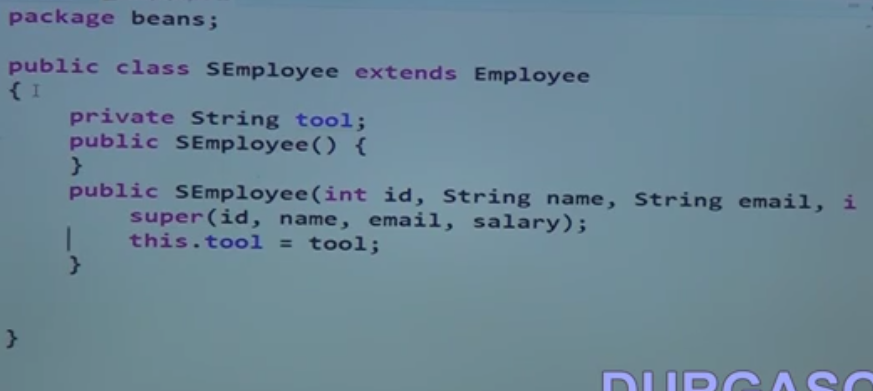 package beans;
public class SEmployee extends Employee
{
private String tool;
public SEmployee() {
}
public SEmployee(int id, String name, String email, i
super(id, name, email, salary);
this.tool = tool;
}
}